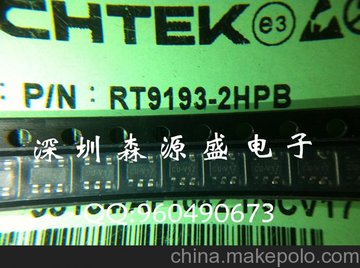 CHTEK e3
P/N : RT9193-2HPB
深圳森源盛电子
QQ:960490673
china.makepolo.com